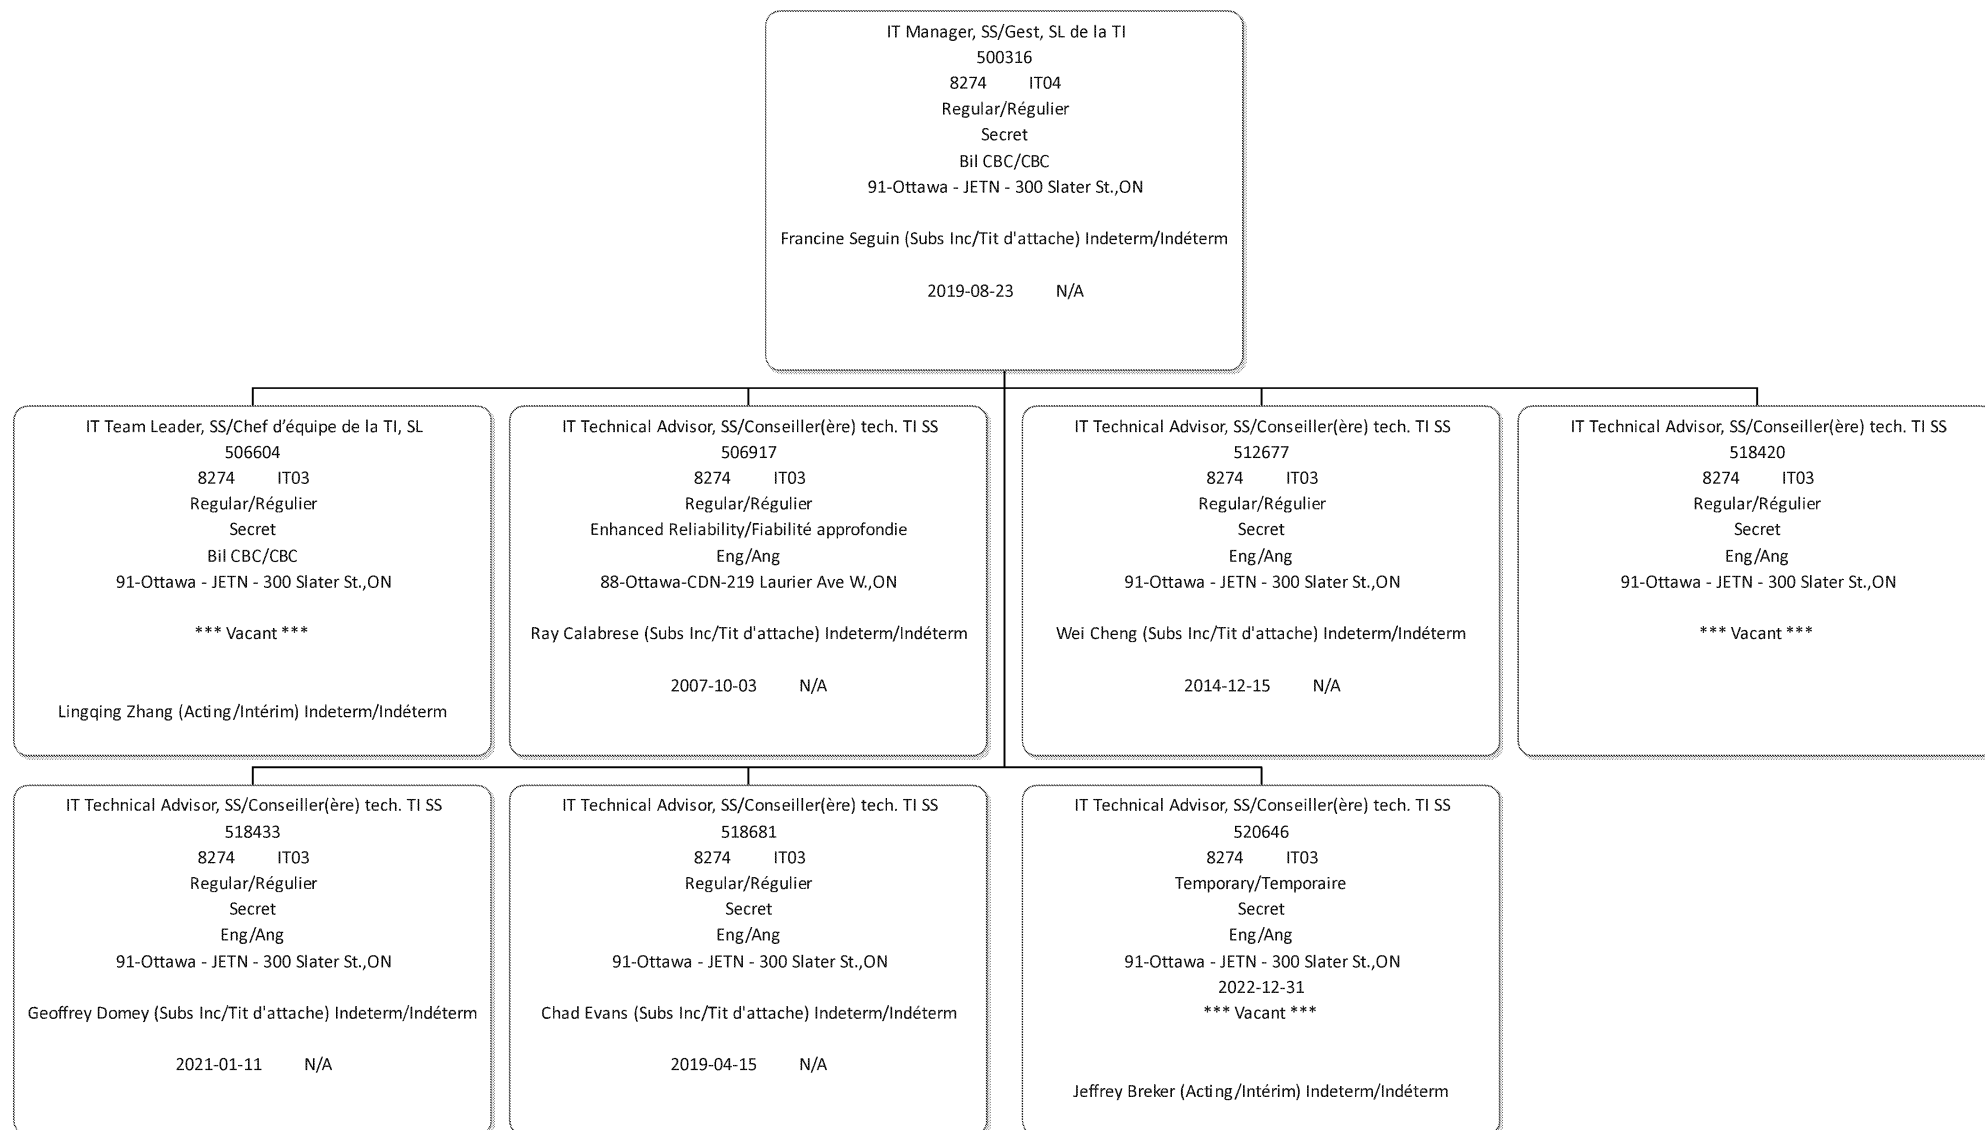 IT Manager, SS/Gest, SL de la TI
500316
8274 IT04
Regular/Régulier
Secret
Bil CBC/CBC
91-Ottawa - JETN - 300 Slater St.,ON
Francine Seguin (Subs Inc/Tit d'attache) Indeterm/Indéterm
2019-08-23 N/A
IT Team Leader, SS/Chef d’équipe de la TI, SL
506604
8274 IT03
Regular/Régulier
Secret
Bil CBC/CBC
91-Ottawa - JETN - 300 Slater St.,ON
*** Vacant ***
Lingqing Zhang (Acting/Intérim) Indeterm/Indéterm
IT Technical Advisor, SS/Conseiller(ère) tech. TI SS
506917
8274 IT03
Regular/Régulier
Enhanced Reliability/Fiabilité approfondie
Eng/Ang
88-Ottawa-CDN-219 Laurier Ave W.,ON
Ray Calabrese (Subs Inc/Tit d'attache) Indeterm/Indéterm
2007-10-03 N/A
IT Technical Advisor, SS/Conseiller(ère) tech. TI SS
512677
8274 IT03
Regular/Régulier
Secret
Eng/Ang
91-Ottawa - JETN - 300 Slater St.,ON
Wei Cheng (Subs Inc/Tit d'attache) Indeterm/Indéterm
2014-12-15 N/A
IT Technical Advisor, SS/Conseiller(ère) tech. TI SS
518420
8274 IT03
Regular/Régulier
Secret
Eng/Ang
91-Ottawa - JETN - 300 Slater St.,ON
*** Vacant ***
IT Technical Advisor, SS/Conseiller(ère) tech. TI SS
518433
8274 IT03
Regular/Régulier
Secret
Eng/Ang
91-Ottawa - JETN - 300 Slater St.,ON
Geoffrey Domey (Subs Inc/Tit d'attache) Indeterm/Indéterm
2021-01-11 N/A
IT Technical Advisor, SS/Conseiller(ère) tech. TI SS
518681
8274 IT03
Regular/Régulier
Secret
Eng/Ang
91-Ottawa - JETN - 300 Slater St.,ON
Chad Evans (Subs Inc/Tit d'attache) Indeterm/Indéterm
2019-04-15 N/A
IT Technical Advisor, SS/Conseiller(ère) tech. TI SS
520646
8274 IT03
Temporary/Temporaire
Secret
Eng/Ang
91-Ottawa - JETN - 300 Slater St.,ON
2022-12-31
*** Vacant ***
Jeffrey Breker (Acting/Intérim) Indeterm/Indéterm